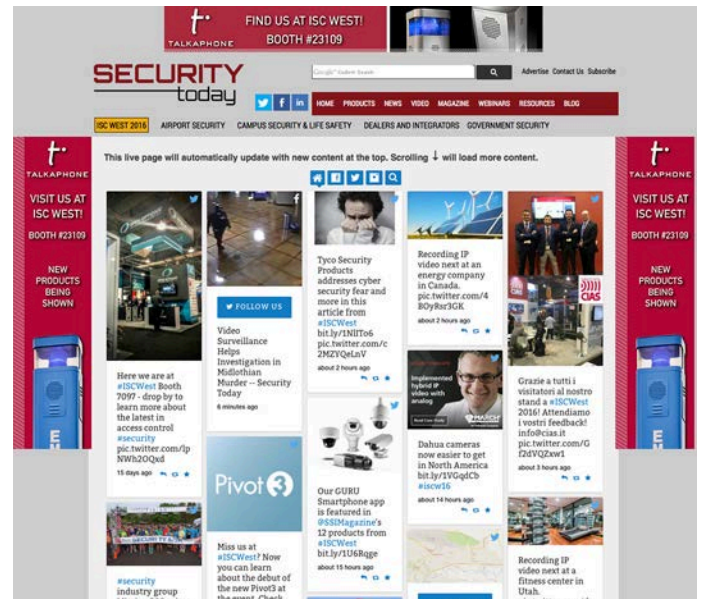 FIND US AT ISC WEST!
BOOTH #23109
t.
TALKAPHONE
SECURITY
today
Advertise Contact Us Subscribe
HOME PRODUCTS NEWS VIDEO MAGAZINE WEBINARS RESOURCES BLOG
ISC WEST 2016 AIRPORT SECURITY CAMPUS SECURITY & LIFE SAFETY DEALERS AND INTEGRATORS GOVERNMENT SECURITY
t.
TALKAPHONE
VISIT US AT
ISC WEST!
BOOTH #23109
NEW
PRODUCTS
BEING
SHOWN
This live page will automatically update with new content at the top. Scrolling ↓ will load more content.
Here we are at
#ISCWest Booth
7097 - drop by to
learn more about
the latest in
access control
#security
pic.twitter.com/lp
NWh2OQxd
15 days ago
#security
industry group
FOLLOW US
Video
Surveillance
Helps
Investigation in
Midlothian
Murder -- Security
Today
6 minutes ago
Pivot3
Miss us at
#ISCWest? Now
you can learn
about the debut of
the new Pivot3 at
the event. Check
Tyco Security
Products
addresses cyber
security fear and
more in this
article from
#ISCWest
bit.ly/1NlITo6
pic.twitter.com/c
2MZYQeLnV
about 2 hours ago
Our GURU
Smartphone app
is featured in
@SSIMagazine's
12 products from
#ISCWest
bit.ly/1U6Rqge
about 15 hours ago
Recording IP
video next at an
energy company
in Canada.
pic.twitter.com/4
8OyRsr3GK
about 2 hours ago
Implemented
hybrid IP
video with
analog
Read Case Study
MARCH
Dahua cameras
now easier to get
in North America
bit.ly/1VGqdCb
#iscw16
about 14 hours ago
CIAS
Grazie a tutti i
visitatori al nostro
stand a #ISCWest
2016! Attendiamo
i vostri feedback!
info@cias.it
pic.twitter.com/G
f2dVQZxw1
about 3 hours ago
Recording IP
video next at a
fitness center in
Utah.
t.
TALKAPHONE
VISIT US AT
ISC WEST!
BOOTH #23109
NEW
PRODUCTS
BEING
SHOWN